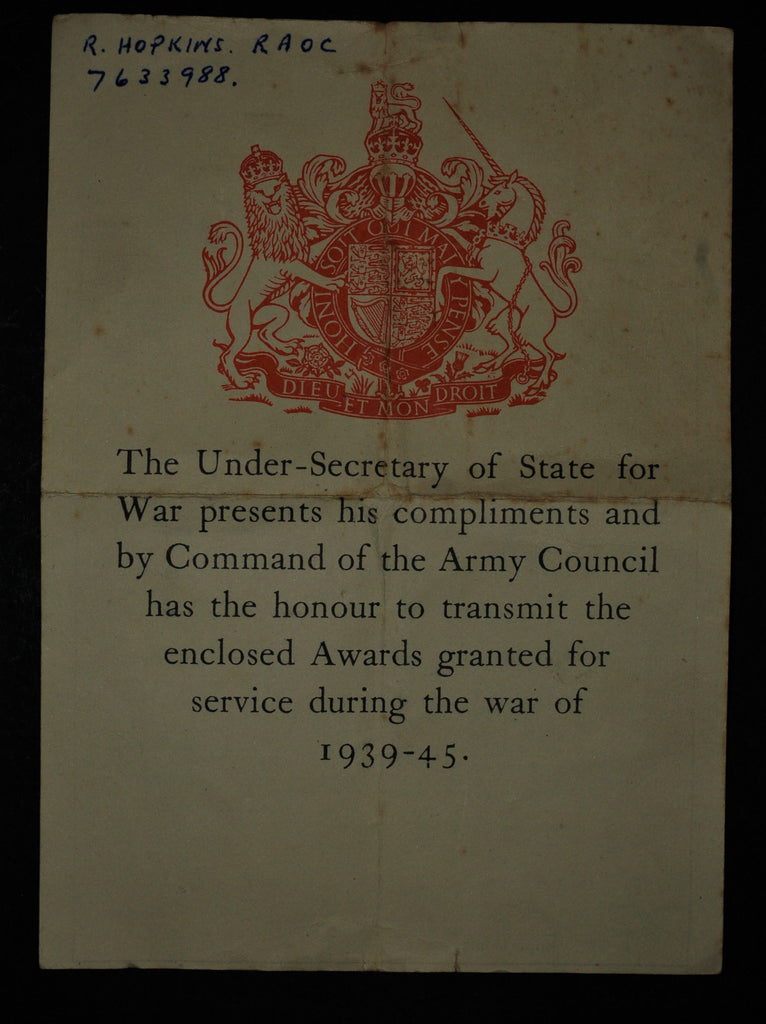 R. HOPKINS. RAOC
7633988.
HONI SOIT QUI MAL Y PENSE
DIEU ET MON DROIT
The Under-Secretary of State for
War presents his compliments and
by Command of the Army Council
has the honour to transmit the
enclosed Awards granted for
service during the war of
1939-45.